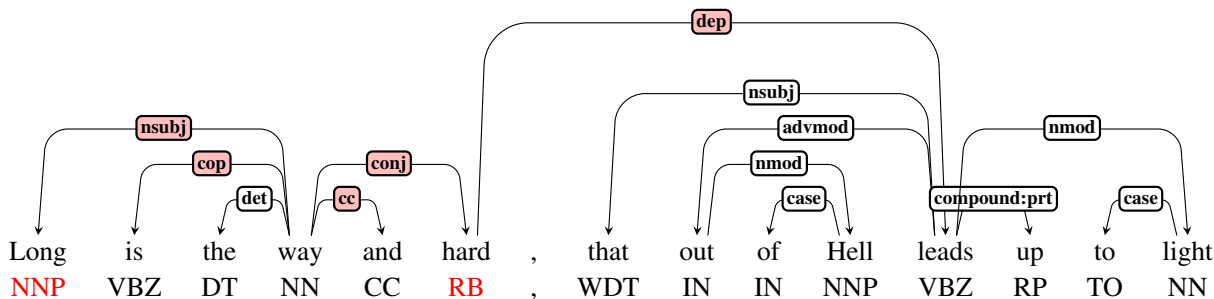 dep
nsubj
nsubj advmod nmod
cop conj nmod
det cc case compound:prt case
Long is the way and hard , that out of Hell leads up to light
NNP VBZ DT NN CC RB , WDT IN IN NNP VBZ RP TO NN